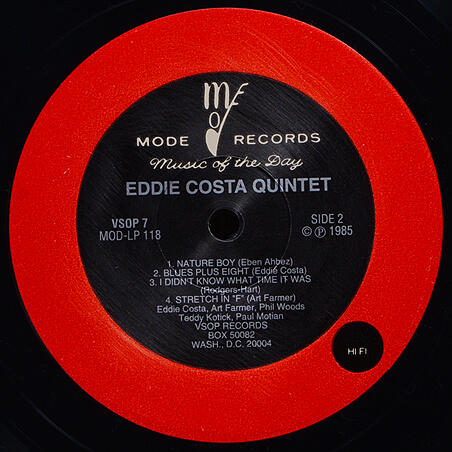 mode
MODE RECORDS
Music of the Day
EDDIE COSTA QUINTET
VSOP 7
MOD-LP 118
SIDE 2
© ℗ 1985
1. NATURE BOY (Eben Ahbez)
2. BLUES PLUS EIGHT (Eddie Costa)
3. I DIDN'T KNOW WHAT TIME IT WAS
(Rodgers-Hart)
4. STRETCH IN "F" (Art Farmer)
Eddie Costa, Art Farmer, Phil Woods
Teddy Kotick, Paul Motian
VSOP RECORDS
BOX 50082
WASH., D.C. 20004
HI FI